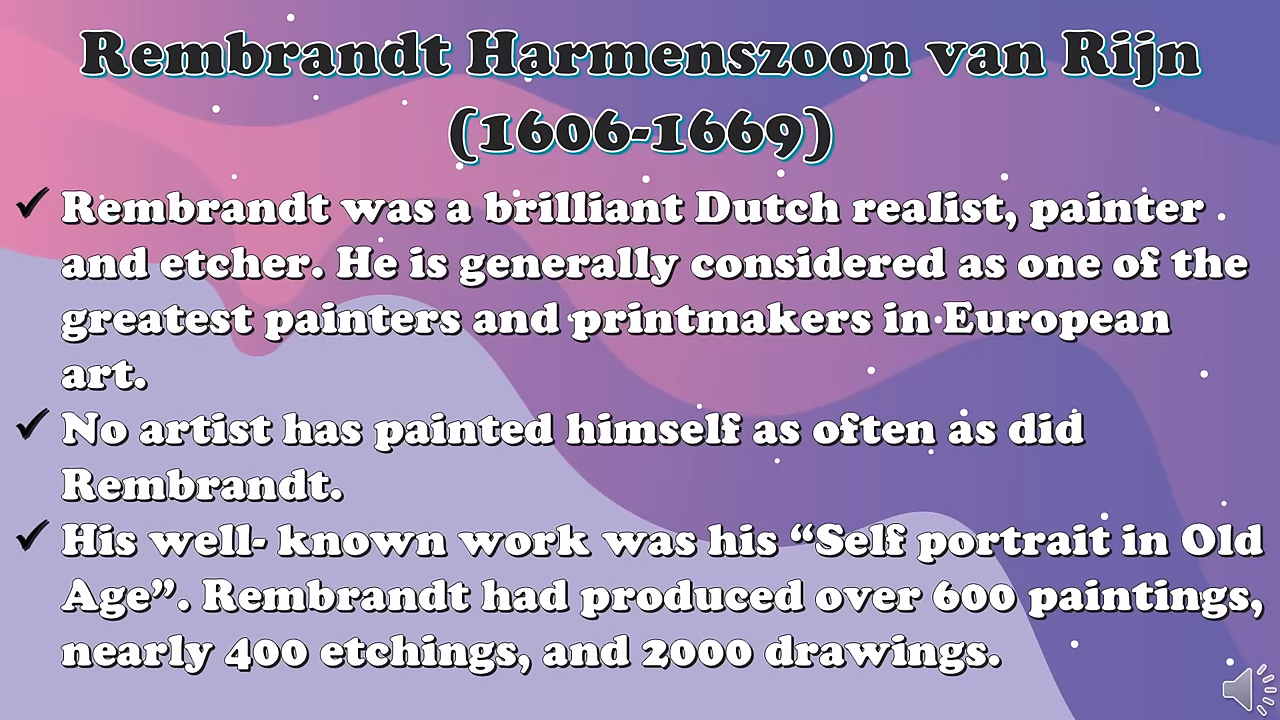 Rembrandt Harmenszoon van Rijn
(1606-1669)
✓ Rembrandt was a brilliant Dutch realist, painter
and etcher. He is generally considered as one of the
greatest painters and printmakers in European
art.
✓ No artist has painted himself as often as did
Rembrandt.
✓ His well- known work was his “Self portrait in Old
Age”. Rembrandt had produced over 600 paintings,
nearly 400 etchings, and 2000 drawings.